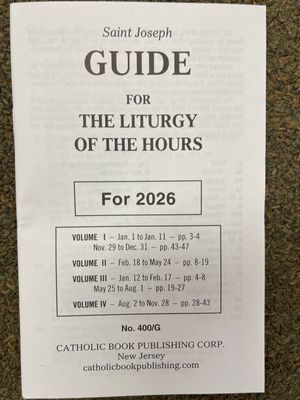 Saint Joseph
GUIDE
FOR
THE LITURGY
OF THE HOURS
For 2026
VOLUME I – Jan. 1 to Jan. 11 – pp. 3-4
Nov. 29 to Dec. 31 – pp. 43-47
VOLUME II – Feb. 18 to May 24 – pp. 8-19
VOLUME III – Jan. 12 to Feb. 17 – pp. 4-8
May 25 to Aug. 1 – pp. 19-27
VOLUME IV – Aug. 2 to Nov. 28 – pp. 28-43
No. 400/G
CATHOLIC BOOK PUBLISHING CORP.
New Jersey
catholicbookpublishing.com